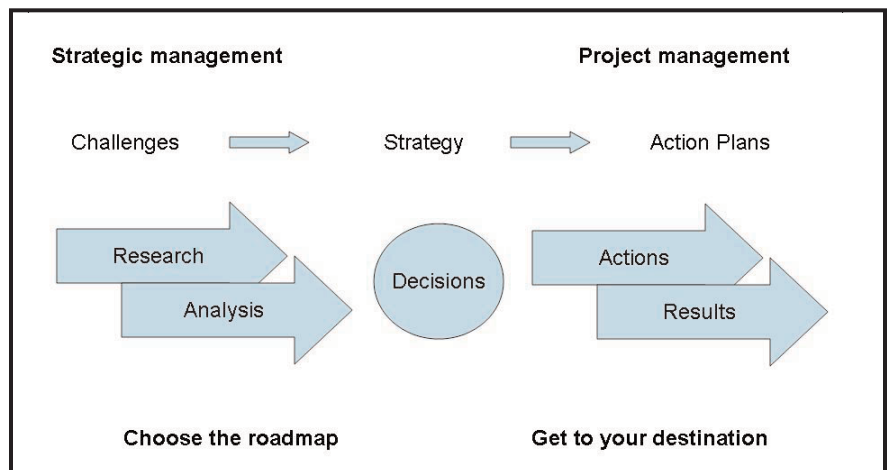 Strategic management Project management
Challenges Strategy Action Plans
Research Actions
Decisions
Analysis Results
Choose the roadmap Get to your destination